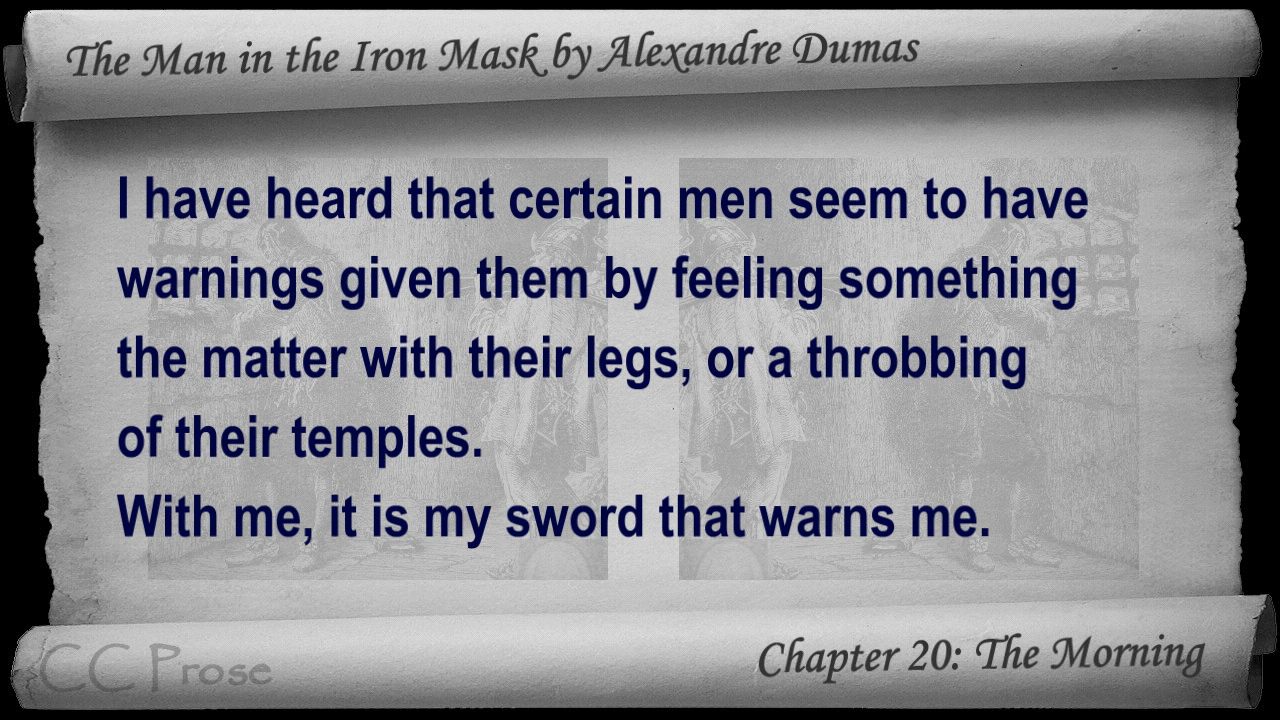 The Man in the Iron Mask by Alexandre Dumas
I have heard that certain men seem to have
warnings given them by feeling something
the matter with their legs, or a throbbing
of their temples.
With me, it is my sword that warns me.
CC Prose
Chapter 20: The Morning